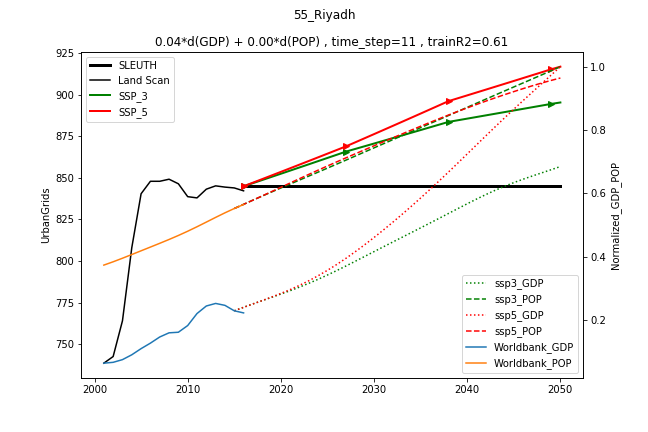 55_Riyadh
0.04*d(GDP) + 0.00*d(POP) , time_step=11 , trainR2=0.61
SLEUTH
Land Scan
SSP_3
SSP_5
925
900
875
850
825
800
775
750
UrbanGrids
1.0
0.8
0.6
0.4
0.2
Normalized_GDP_POP
ssp3_GDP
ssp3_POP
ssp5_GDP
ssp5_POP
Worldbank_GDP
Worldbank_POP
2000
2010
2020
2030
2040
2050